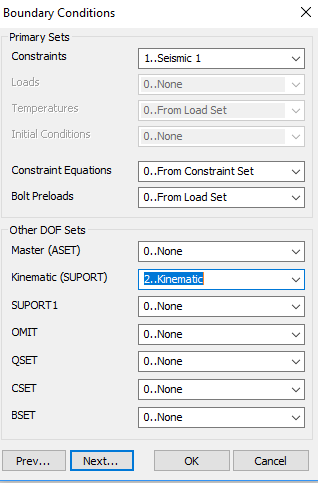 Boundary Conditions
Primary Sets
Constraints 1..Seismic 1
Loads 0..None
Temperatures 0..From Load Set
Initial Conditions 0..None
Constraint Equations 0..From Constraint Set
Bolt Preloads 0..From Load Set
Other DOF Sets
Master (ASET) 0..None
Kinematic (SUPORT) 2..Kinematic
SUPORT1 0..None
OMIT 0..None
QSET 0..None
CSET 0..None
BSET 0..None
Prev... Next... OK Cancel